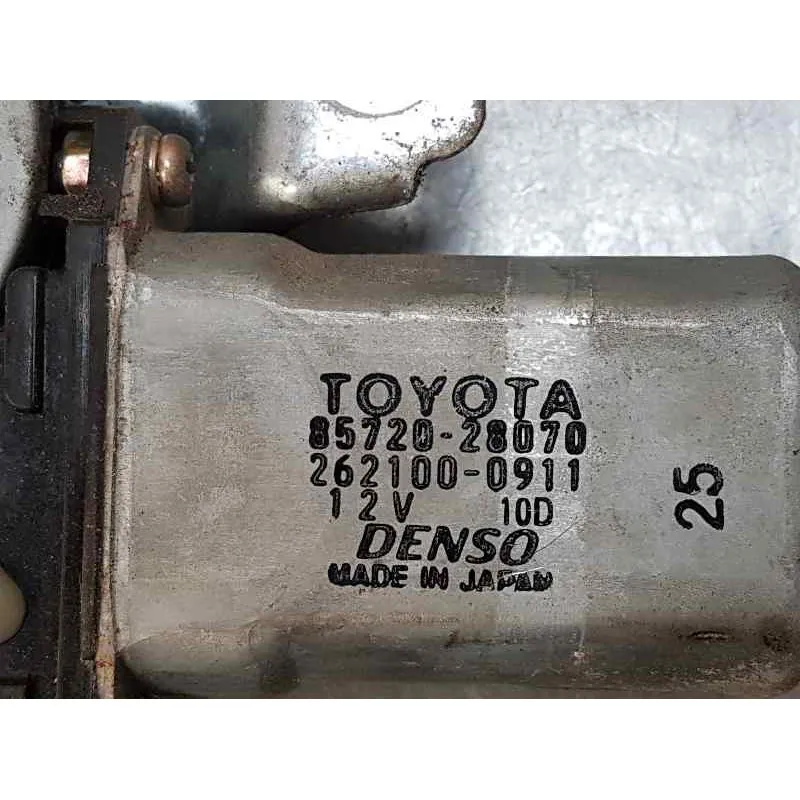 TOYOTA
85720-28070
262100-0911
12V 10D
DENSO
MADE IN JAPAN
25